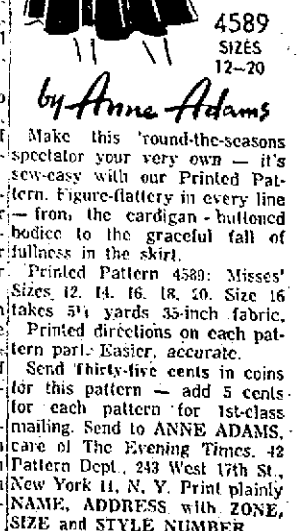 4589
SIZES
12–20
by Anne Adams
Make this 'round-the-seasons
spectator your very own — it's
sew-easy with our Printed Pat-
tern. Figure-flattery in every line
— from the cardigan - buttoned
bodice to the graceful fall of
fullness in the skirt.
Printed Pattern 4589: Misses'
Sizes 12, 14, 16, 18, 20. Size 16
takes yards 35-inch fabric.
Printed directions on each pat-
tern part. Easier, accurate.
Send Thirty-five cents in coins
for this pattern — add 5 cents
for each pattern for 1st-class
mailing. Send to ANNE ADAMS,
care of The Evening Times, 42
Pattern Dept., 243 West 17th St.,
New York 11, N. Y. Print plainly
NAME, ADDRESS with ZONE,
SIZE and STYLE NUMBER